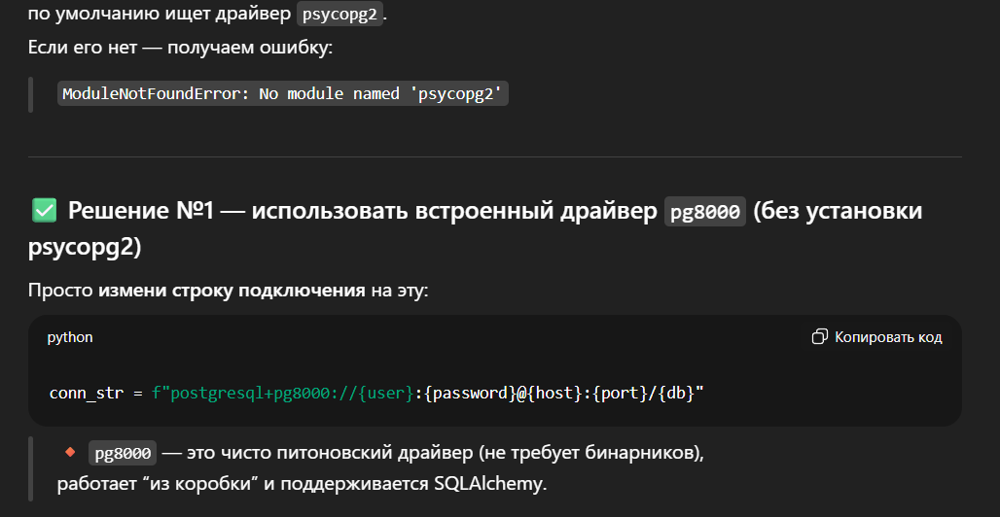 по умолчанию ищет драйвер psycopg2.
Если его нет — получаем ошибку:
ModuleNotFoundError: No module named 'psycopg2'
✅ Решение №1 — использовать встроенный драйвер pg8000 (без установки
psycopg2)
Просто измени строку подключения на эту:
python
Копировать код
conn_str = f"postgresql+pg8000://{user}:{password}@{host}:{port}/{db}"
🔸 pg8000 — это чисто питоновский драйвер (не требует бинарников),
работает “из коробки” и поддерживается SQLAlchemy.